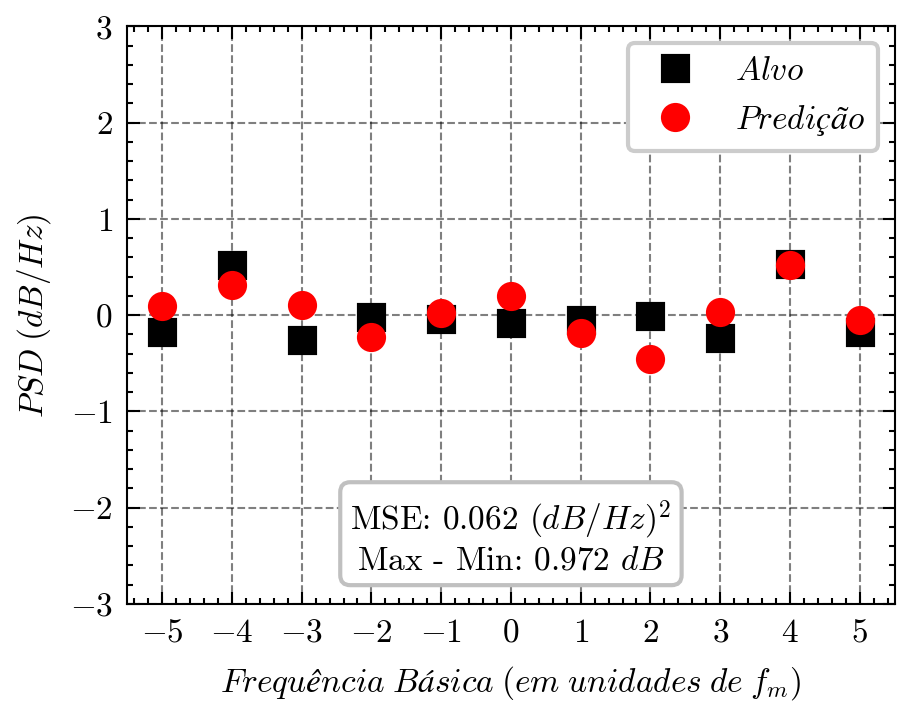 3
2
1
0
−1
−2
−3
PSD (dB/Hz)
Alvo
Predição
MSE: 0.062 (dB/Hz)²
Max - Min: 0.972 dB
−5 −4 −3 −2 −1 0 1 2 3 4 5
Frequência Básica (em unidades de fₘ)